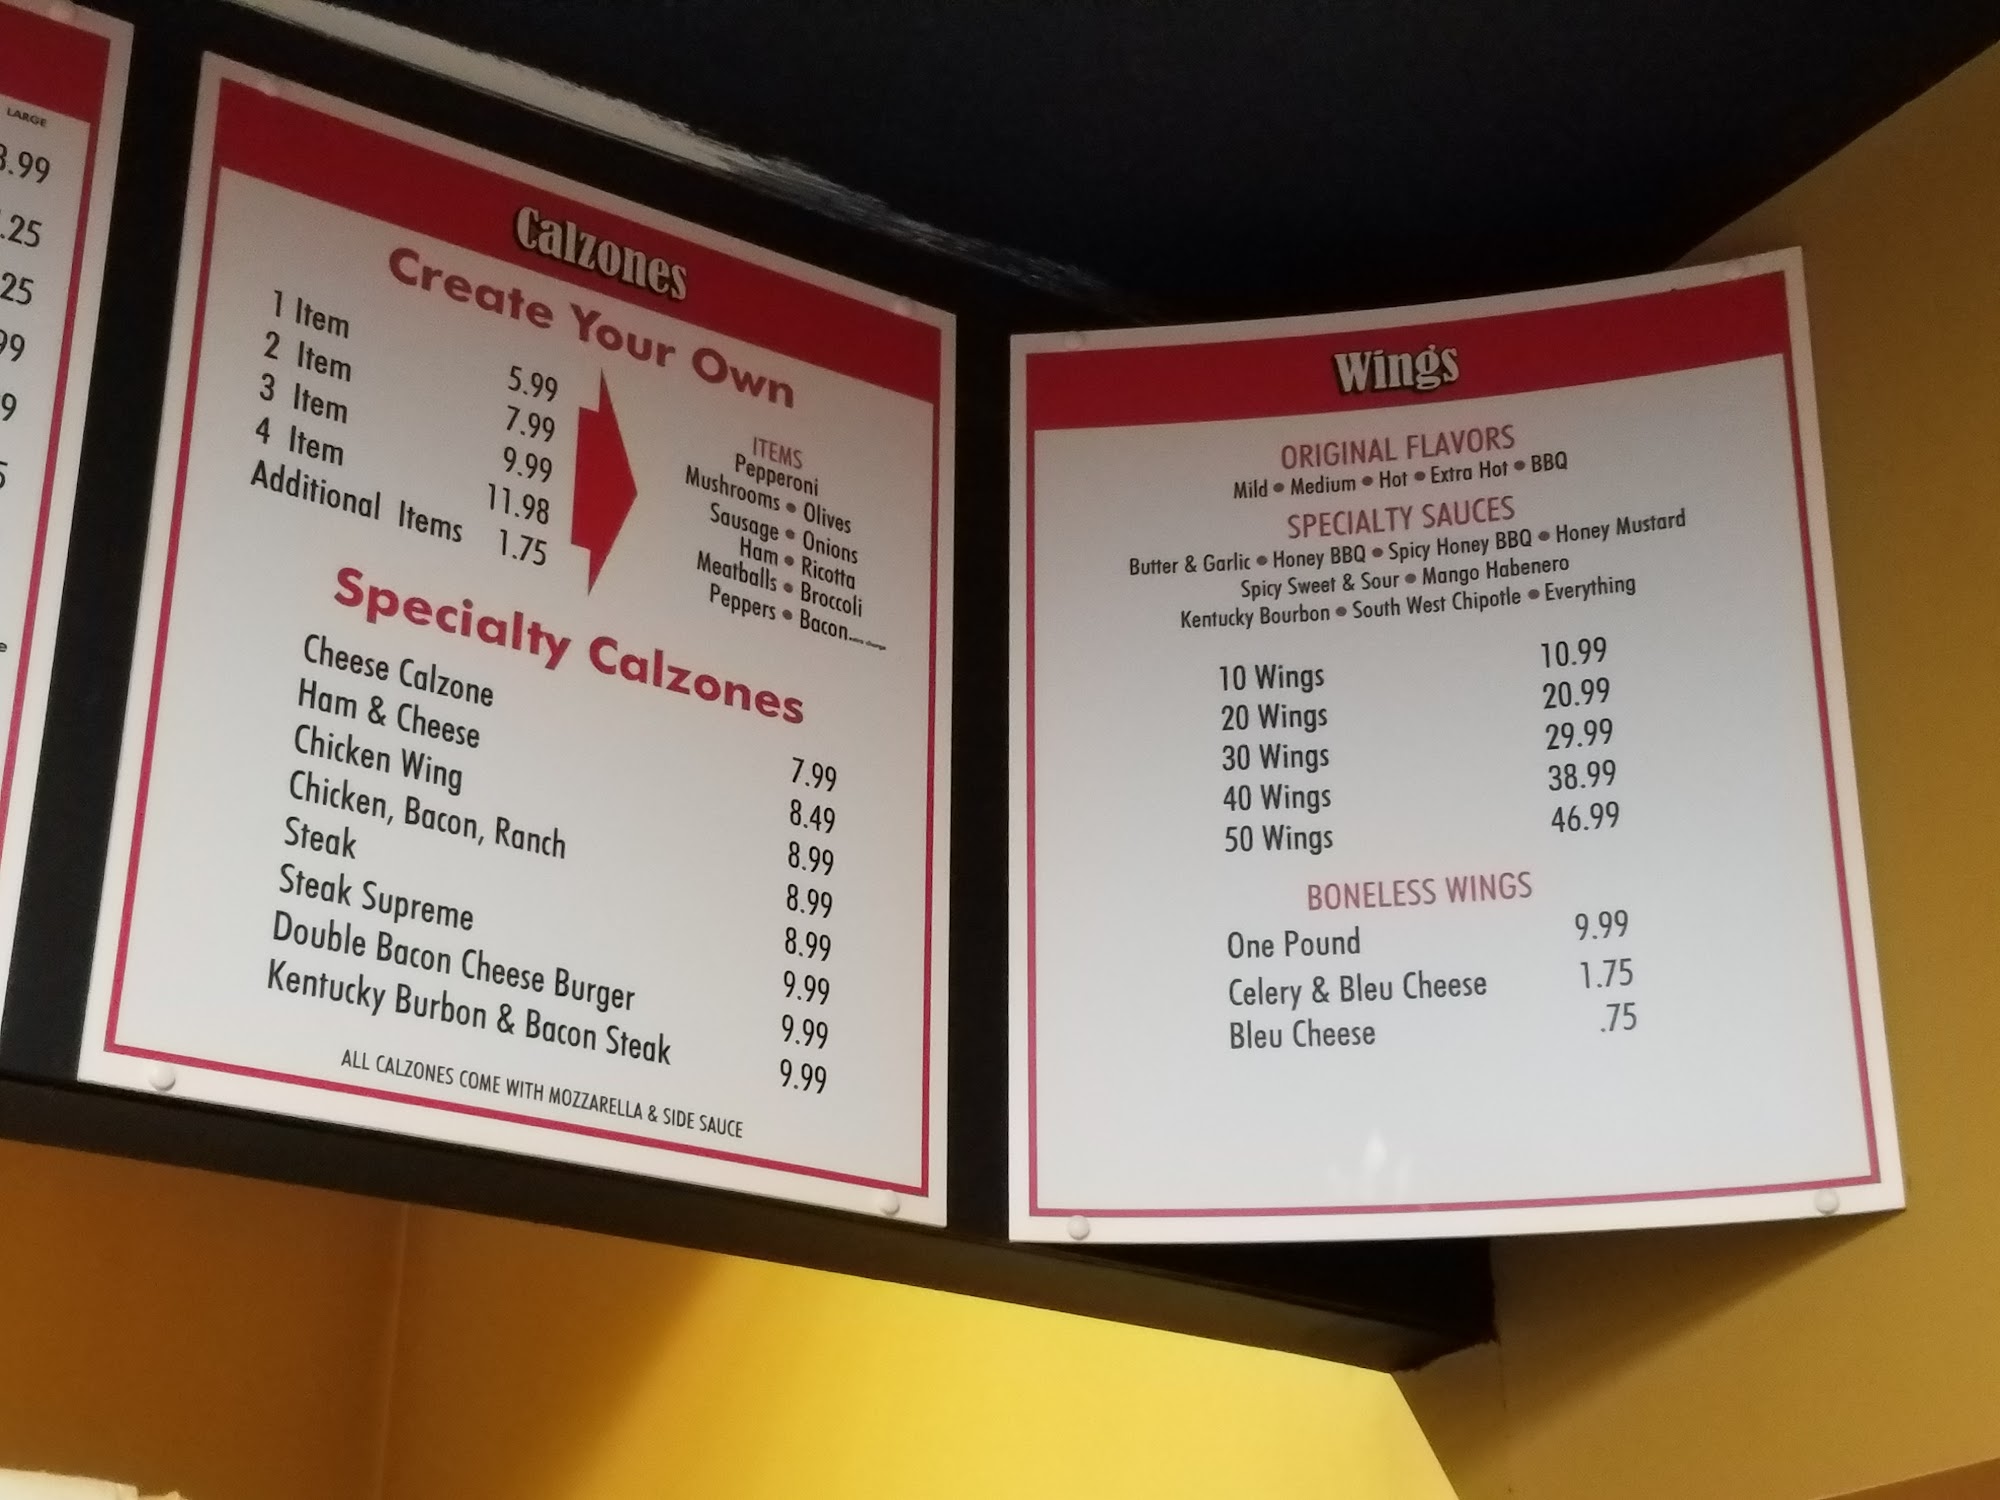 LARGE
.99
.25
25
99
9
Calzones
Create Your Own
1 Item 5.99
2 Item 7.99
3 Item 9.99
4 Item 11.98
Additional Items 1.75
ITEMS
Pepperoni
Mushrooms • Olives
Sausage • Onions
Ham • Ricotta
Meatballs • Broccoli
Peppers • Bacon...
Specialty Calzones
Cheese Calzone 7.99
Ham & Cheese 8.49
Chicken Wing 8.99
Chicken, Bacon, Ranch 8.99
Steak 8.99
Steak Supreme 9.99
Double Bacon Cheese Burger 9.99
Kentucky Burbon & Bacon Steak 9.99
ALL CALZONES COME WITH MOZZARELLA & SIDE SAUCE
Wings
ORIGINAL FLAVORS
Mild • Medium • Hot • Extra Hot • BBQ
SPECIALTY SAUCES
Butter & Garlic • Honey BBQ • Spicy Honey BBQ • Honey Mustard
Spicy Sweet & Sour • Mango Habenero
Kentucky Bourbon • South West Chipotle • Everything
10 Wings 10.99
20 Wings 20.99
30 Wings 29.99
40 Wings 38.99
50 Wings 46.99
BONELESS WINGS
One Pound 9.99
Celery & Bleu Cheese 1.75
Bleu Cheese .75